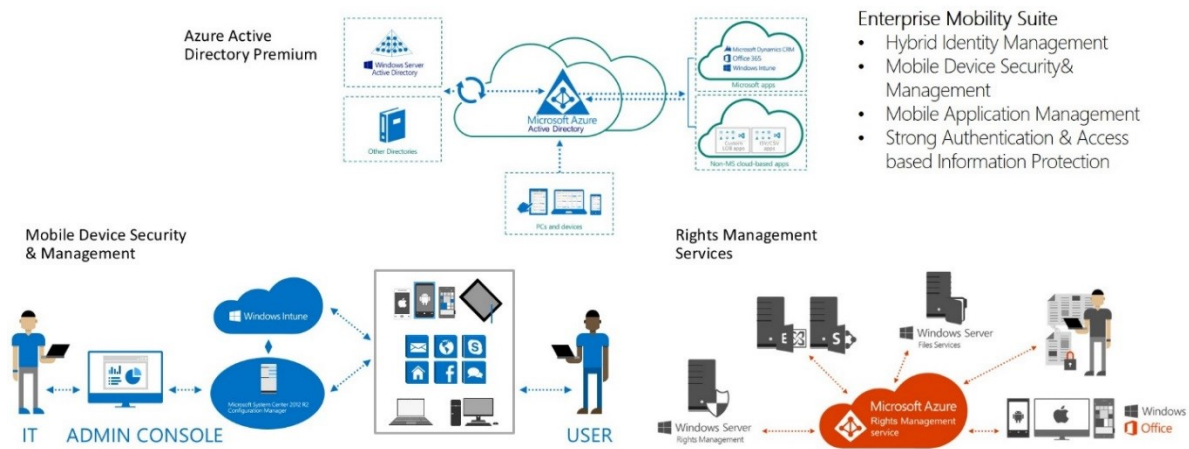 Azure Active
Directory Premium
Windows Server
Active Directory
Other Directories
Microsoft Azure
Active Directory
PCs and devices
Microsoft Dynamics CRM
Office 365
Windows Intune
Microsoft apps
Custom
LOB apps
apps
Non-MS cloud-based apps
Enterprise Mobility Suite
• Hybrid Identity Management
• Mobile Device Security&
Management
• Mobile Application Management
• Strong Authentication & Access
based Information Protection
Mobile Device Security
& Management
Windows Intune
Microsoft System Center 2012 R2
Configuration Manager
IT
ADMIN CONSOLE
USER
Rights Management
Services
E
S
Windows Server
Files Services
Windows Server
Rights Management
Microsoft Azure
Rights Management
service
Windows
Office